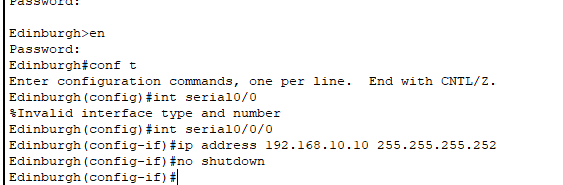 Password:
Edinburgh>en
Password:
Edinburgh#conf t
Enter configuration commands, one per line.  End with CNTL/Z.
Edinburgh(config)#int serial0/0
%Invalid interface type and number
Edinburgh(config)#int serial0/0/0
Edinburgh(config-if)#ip address 192.168.10.10 255.255.255.252
Edinburgh(config-if)#no shutdown
Edinburgh(config-if)#